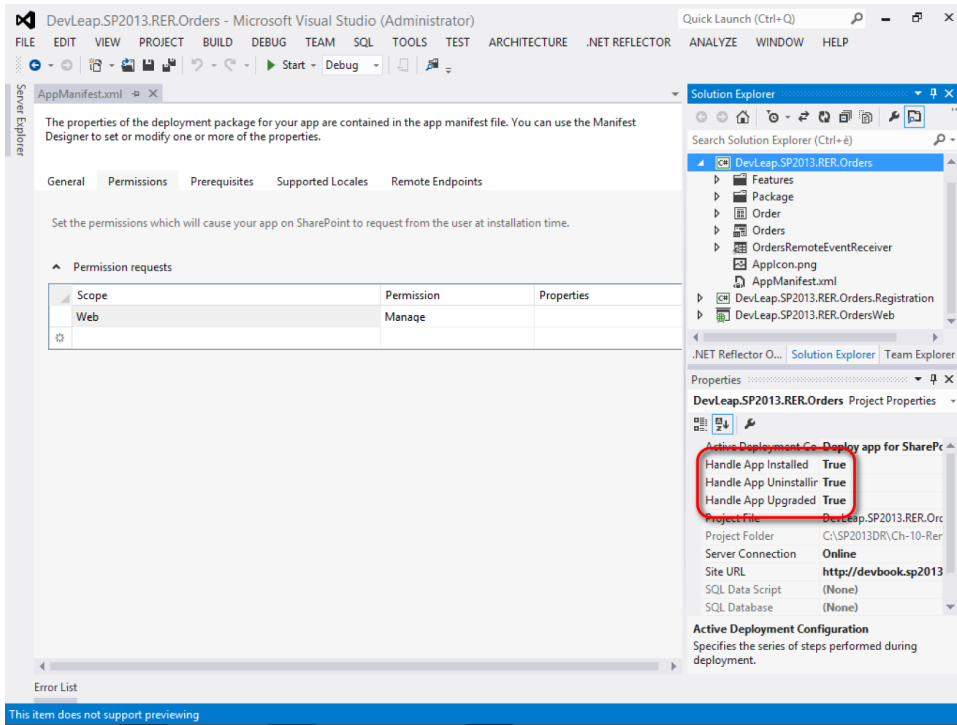 DevLeap.SP2013.RER.Orders - Microsoft Visual Studio (Administrator)
Quick Launch (Ctrl+Q)
FILE EDIT VIEW PROJECT BUILD DEBUG TEAM SQL TOOLS TEST ARCHITECTURE .NET REFLECTOR ANALYZE WINDOW HELP
Start Debug
Server Explorer
AppManifest.xml
The properties of the deployment package for your app are contained in the app manifest file. You can use the Manifest
Designer to set or modify one or more of the properties.
General Permissions Prerequisites Supported Locales Remote Endpoints
Set the permissions which will cause your app on SharePoint to request from the user at installation time.
Permission requests
Scope Permission Properties
Web Manage
Error List
This item does not support previewing
Solution Explorer
Search Solution Explorer (Ctrl+è)
DevLeap.SP2013.RER.Orders
Features
Package
Order
Orders
OrdersRemoteEventReceiver
AppIcon.png
AppManifest.xml
DevLeap.SP2013.RER.Orders.Registration
DevLeap.SP2013.RER.OrdersWeb
.NET Reflector O... Solution Explorer Team Explorer
Properties
DevLeap.SP2013.RER.Orders Project Properties
Active Deployment Co Deploy app for SharePo
Handle App Installed True
Handle App Uninstallin True
Handle App Upgraded True
Project File DevLeap.SP2013.RER.Orc
Project Folder C:\SP2013DR\Ch-10-Rer
Server Connection Online
Site URL http://devbook.sp2013
SQL Data Script (None)
SQL Database (None)
Active Deployment Configuration
Specifies the series of steps performed during
deployment.